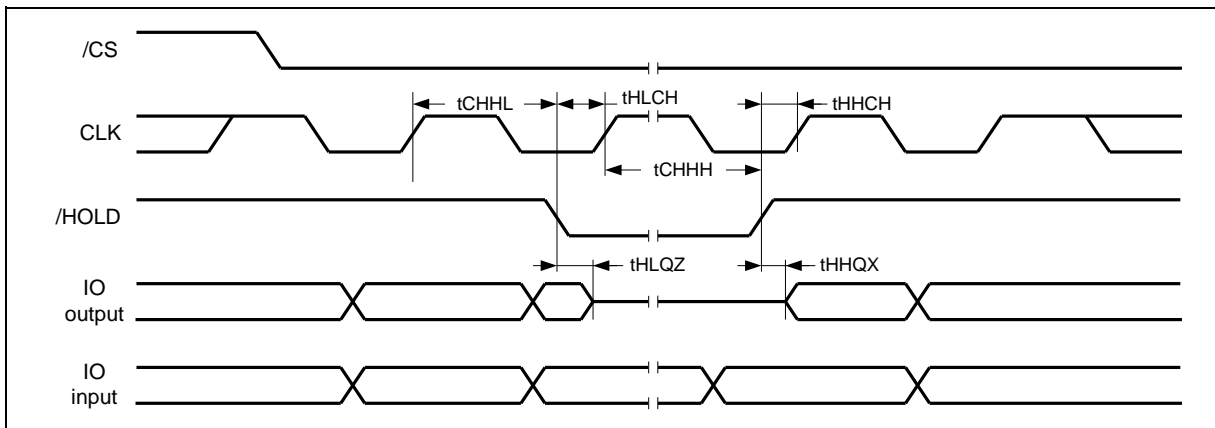 /CS
tCHHL
tHLCH
tHHCH
CLK
tCHHH
/HOLD
tHLQZ
tHHQX
IO
output
IO
input